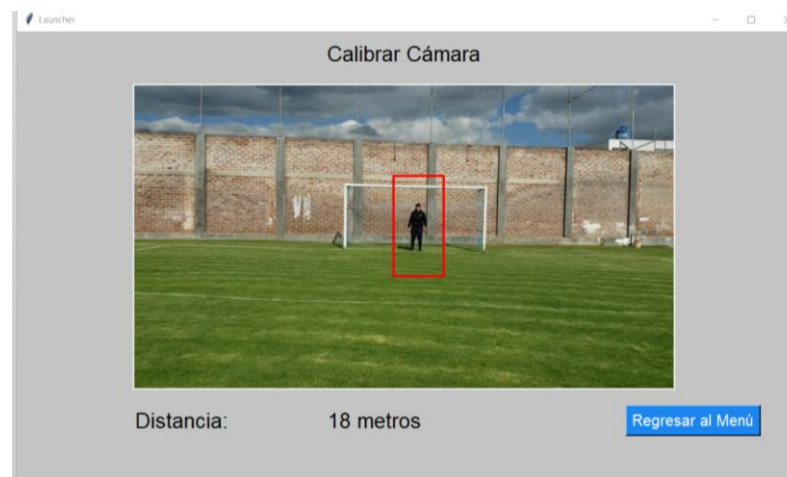 Launcher
Calibrar Cámara
Distancia: 18 metros
Regresar al Menú